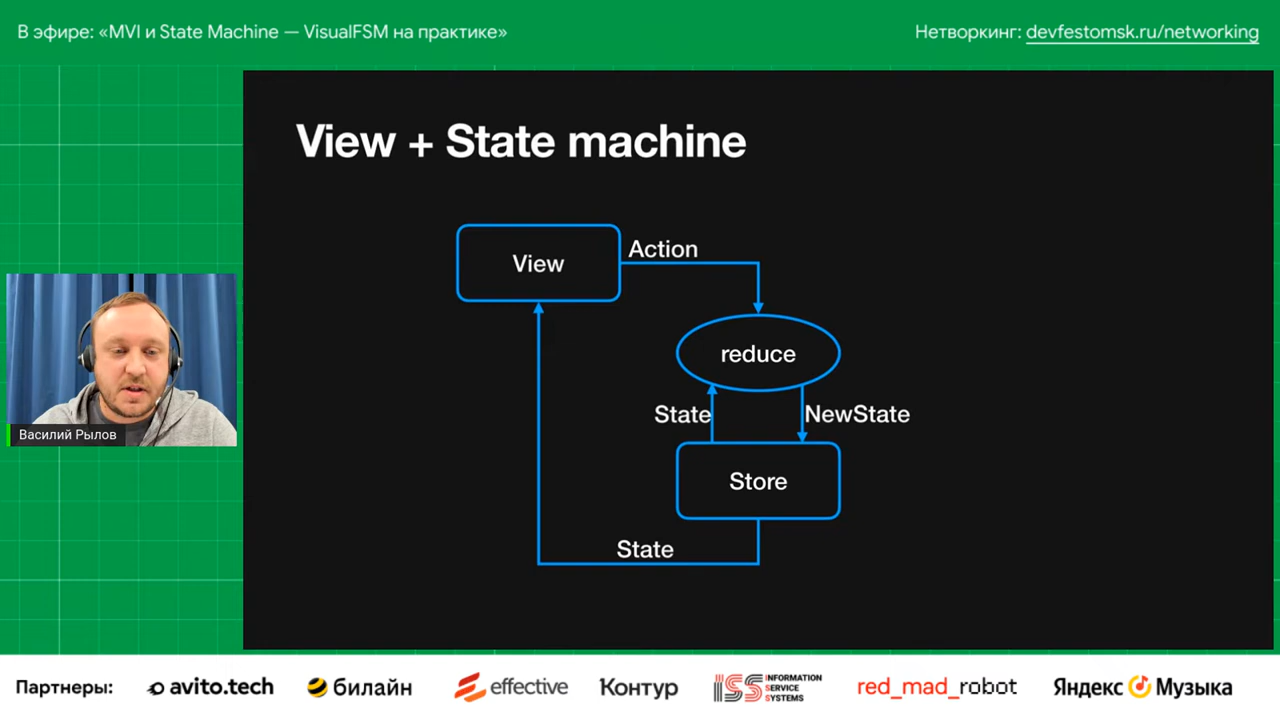 В эфире: «MVI и State Machine — VisualFSM на практике»
Нетворкинг: devfestomsk.ru/networking
View + State machine
View
Action
reduce
State
NewState
Store
State
Василий Рылов
Партнеры:
avito.tech
билайн
effective
Контур
ISS INFORMATION
SERVICE
SYSTEMS
red_mad_robot
Яндекс Музыка